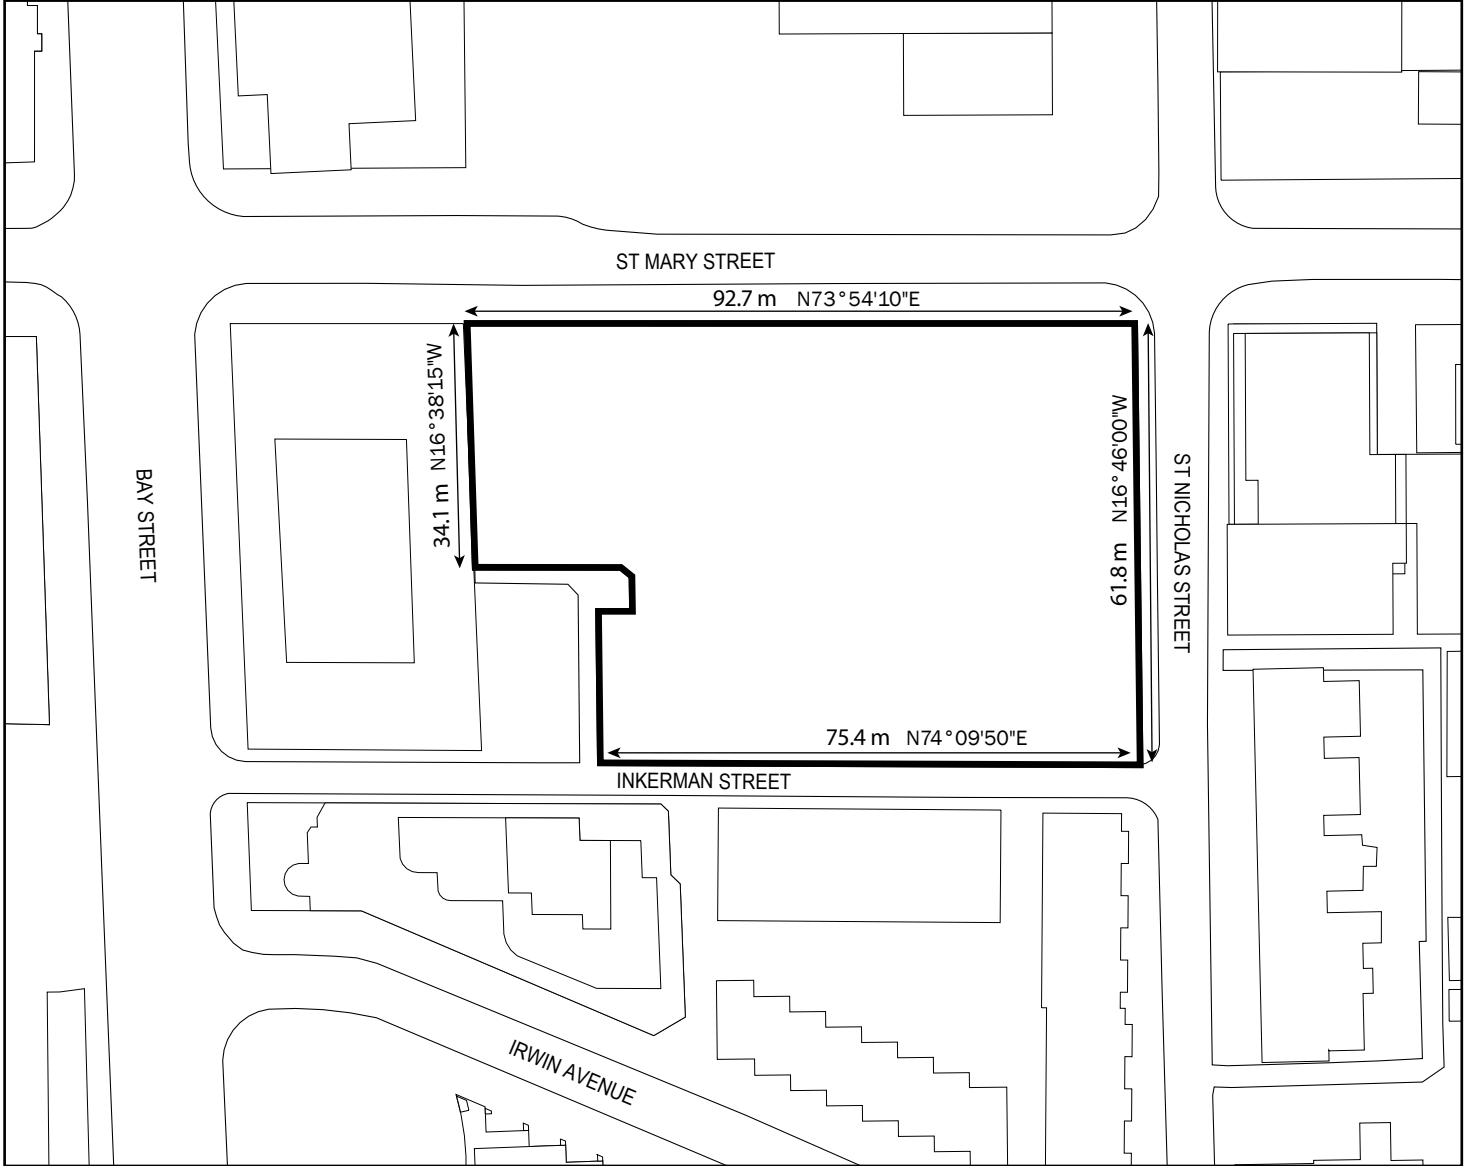 ST MARY STREET
92.7 m N73°54'10"E
34.1 m N16°38'15"W
61.8 m N16°46'00"W
BAY STREET
ST NICHOLAS STREET
75.4 m N74°09'50"E
INKERMAN STREET
IRWIN AVENUE